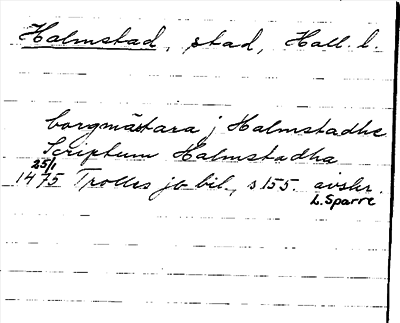 Halmstad, stad, Hall. l.
borgmästara j Halmstadhe
Scriptum Halmstadha
25/1
1475 Trolles jb bil., s 155. avskr.
L. Sparre